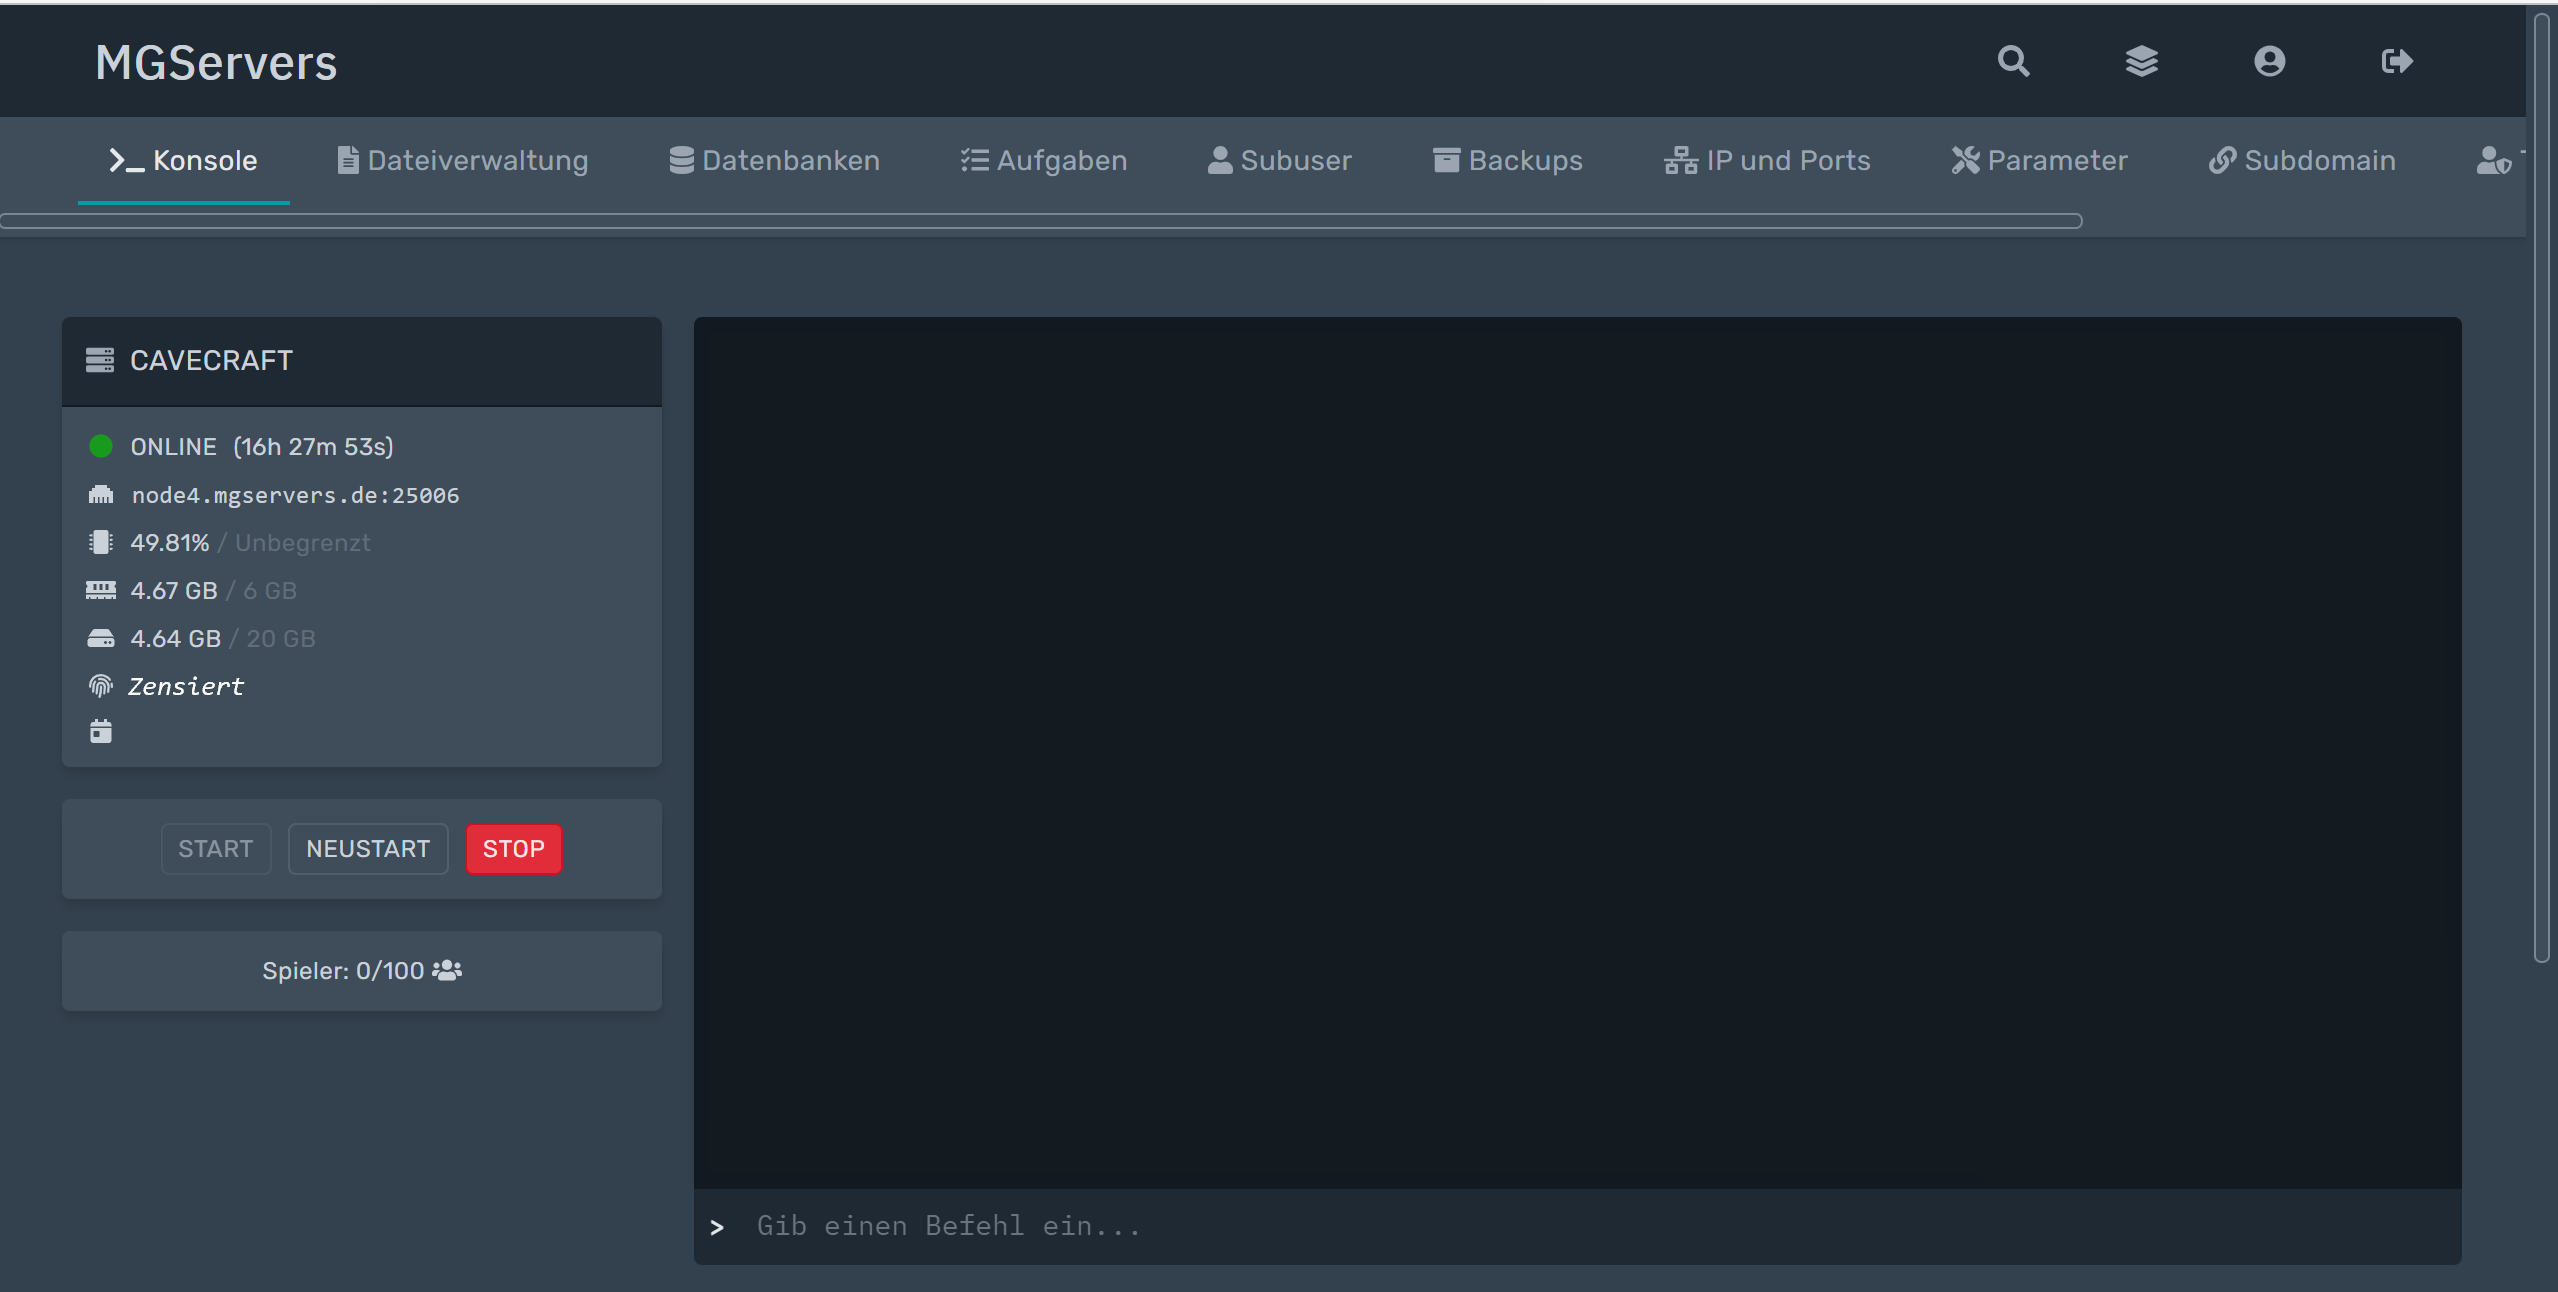 MGServers
Konsole Dateiverwaltung Datenbanken Aufgaben Subuser Backups IP und Ports Parameter Subdomain
CAVECRAFT
ONLINE (16h 27m 53s)
node4.mgservers.de:25006
49.81% / Unbegrenzt
4.67 GB / 6 GB
4.64 GB / 20 GB
Zensiert
START NEUSTART STOP
Spieler: 0/100
> Gib einen Befehl ein...